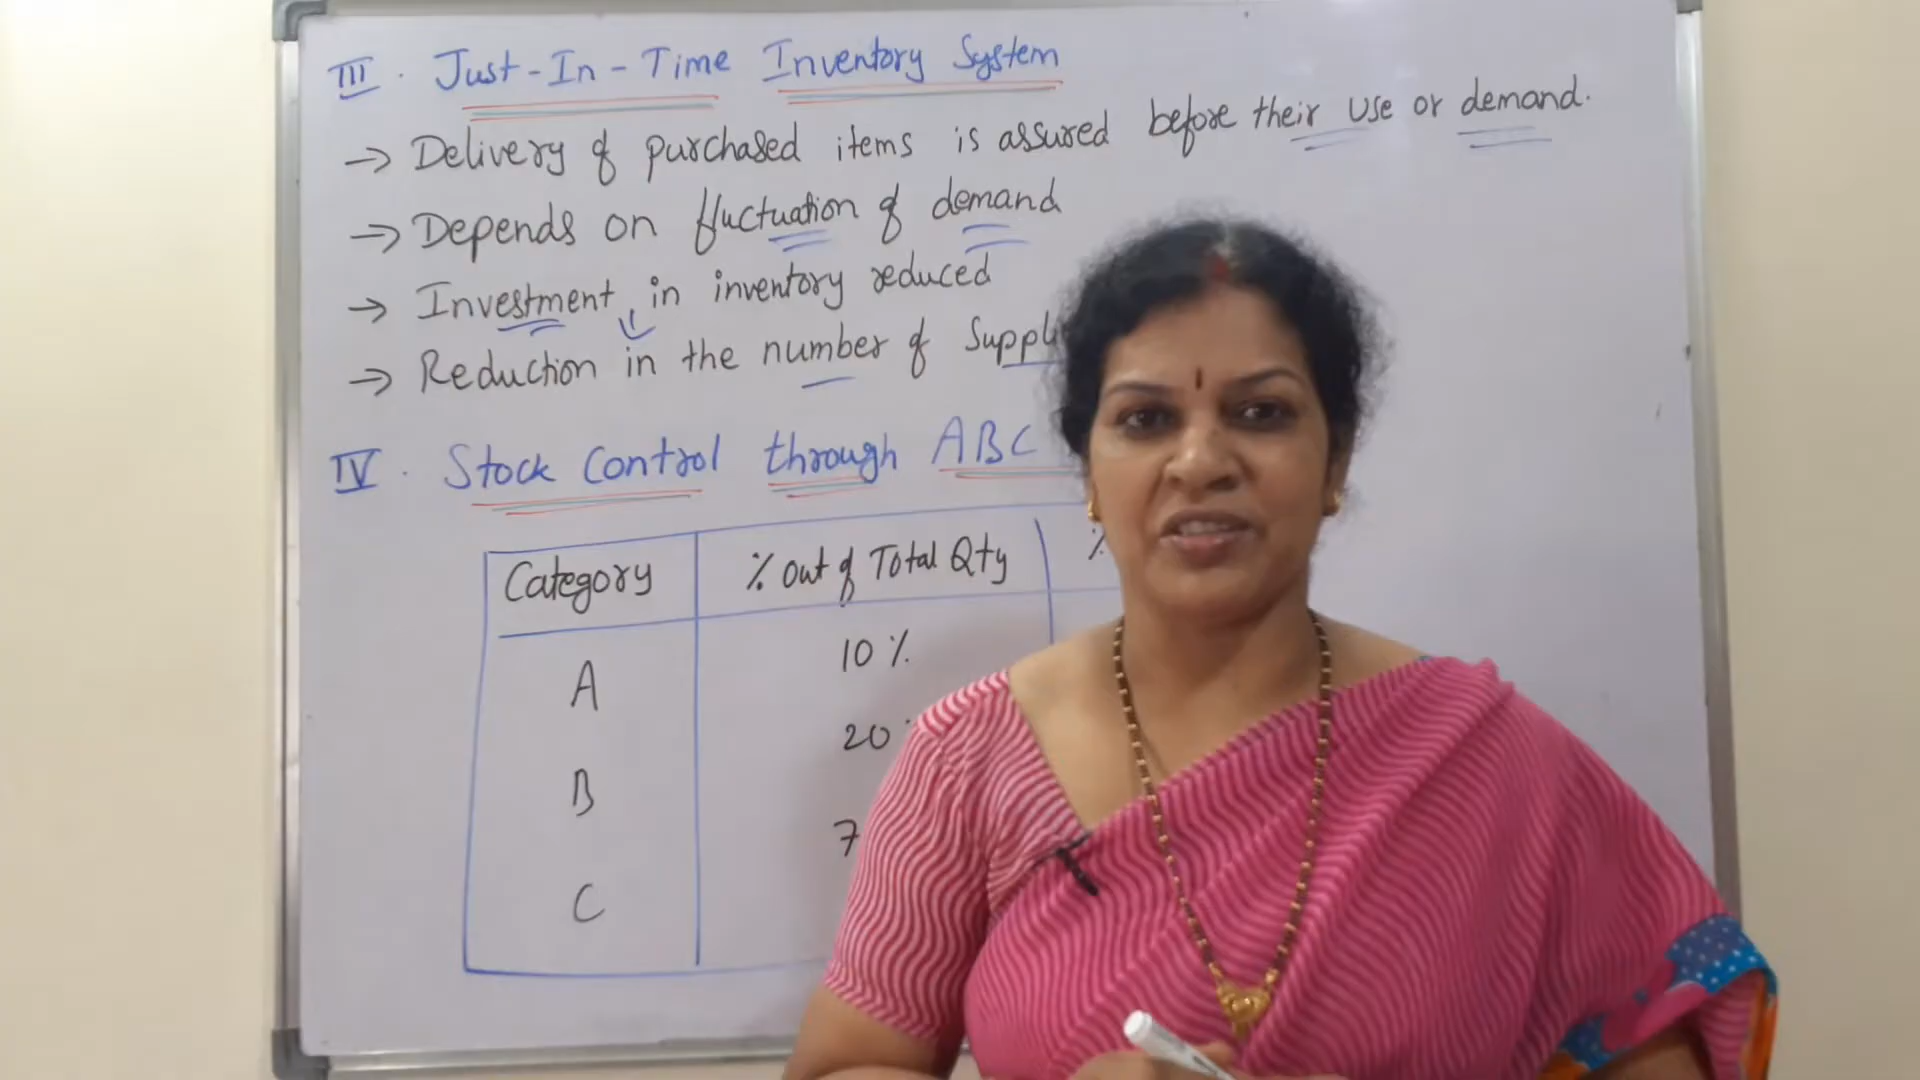 III. Just-In-Time Inventory System
→ Delivery of purchased items is assured before their use or demand.
→ Depends on fluctuation of demand
→ Investment in inventory reduced
→ Reduction in the number of
IV. Stock Control through ABC
Category % out of Total Qty %
A 10%
B 20
C 7